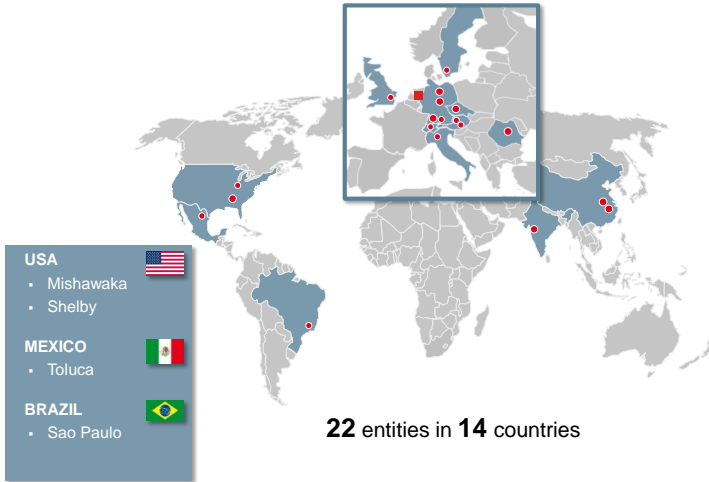 USA
▪ Mishawaka
▪ Shelby
MEXICO
▪ Toluca
BRAZIL
▪ Sao Paulo
22 entities in 14 countries